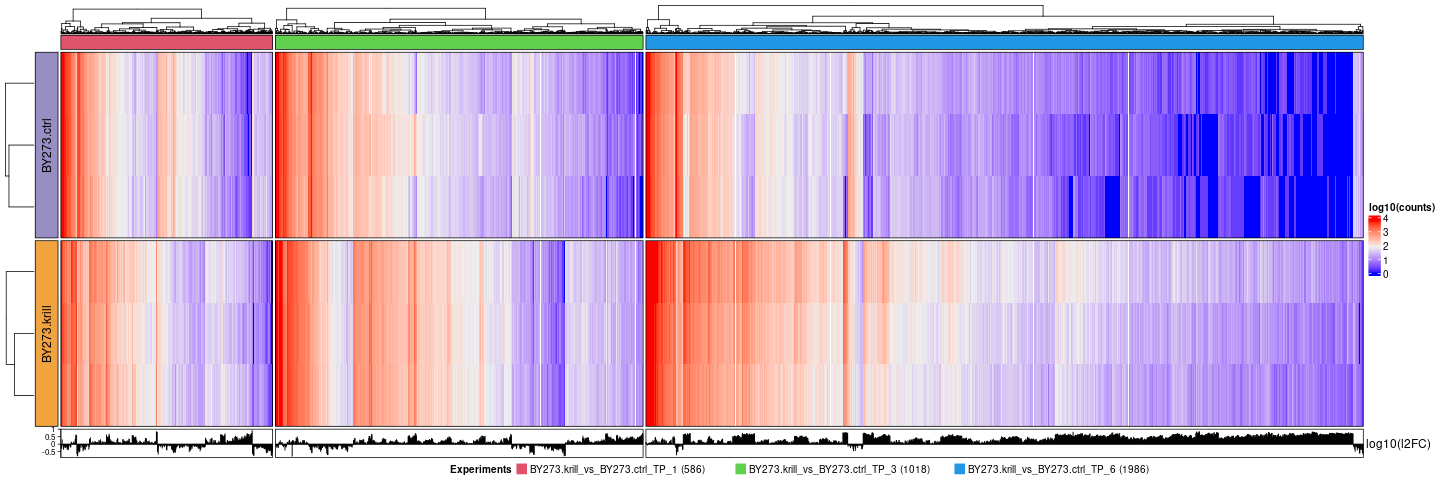 BY273.ctrl
BY273.krill
log10(counts)
4
3
2
1
0
1
0.5
0
-0.5
log10(l2FC)
Experiments BY273.krill_vs_BY273.ctrl_TP_1 (586) BY273.krill_vs_BY273.ctrl_TP_3 (1018) BY273.krill_vs_BY273.ctrl_TP_6 (1986)